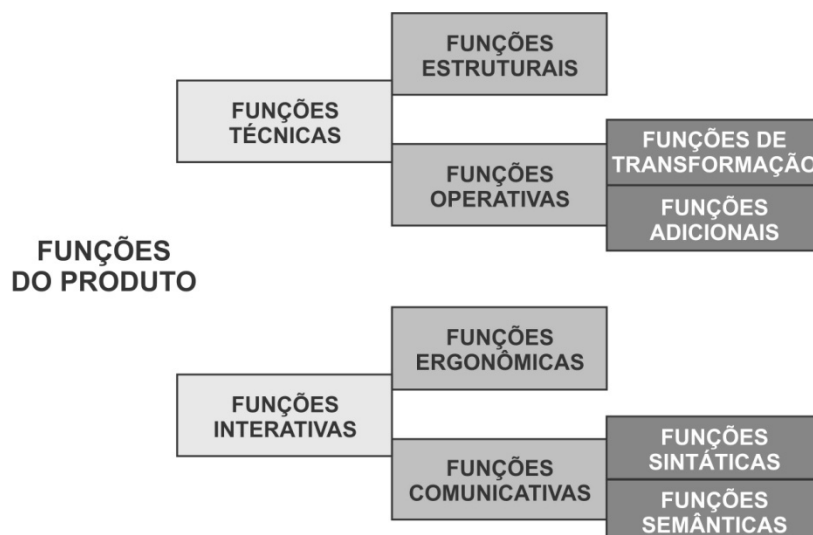 FUNÇÕES
ESTRUTURAIS
FUNÇÕES
TÉCNICAS
FUNÇÕES DE
TRANSFORMAÇÃO
FUNÇÕES
OPERATIVAS
FUNÇÕES
ADICIONAIS
FUNÇÕES
DO PRODUTO
FUNÇÕES
ERGONÔMICAS
FUNÇÕES
INTERATIVAS
FUNÇÕES
SINTÁTICAS
FUNÇÕES
COMUNICATIVAS
FUNÇÕES
SEMÂNTICAS